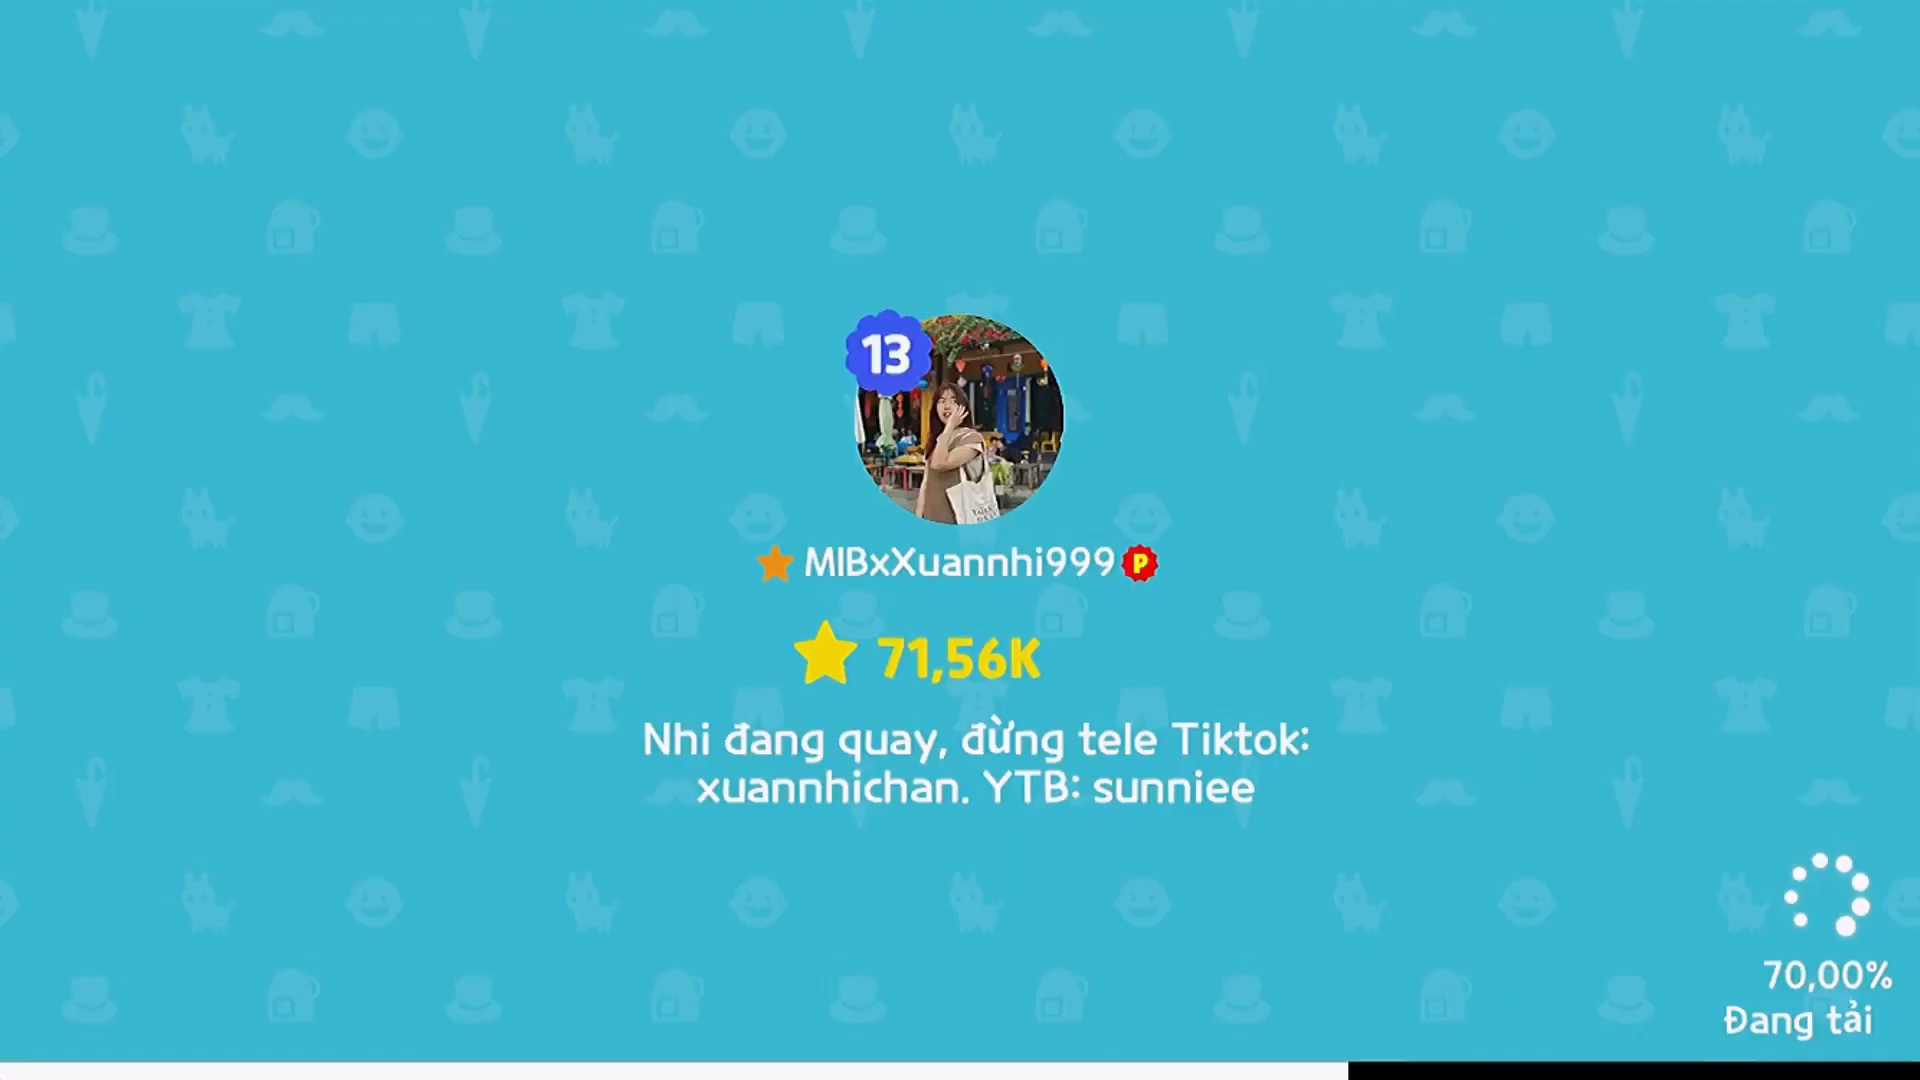 13
MIBxXuannhi999 P
71,56K
Nhi đang quay, đừng tele Tiktok:
xuannhichan. YTB: sunniee
70,00%
Đang tải